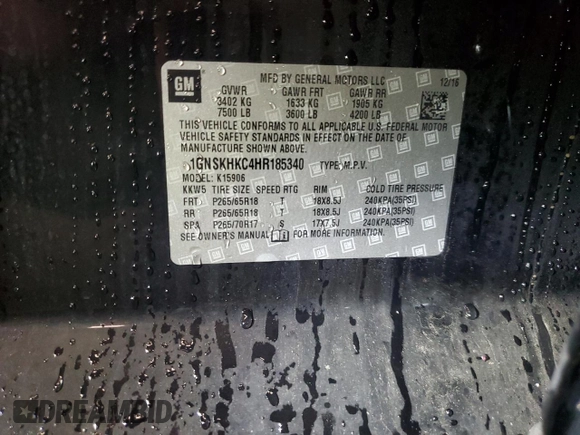 GM
MFD BY GENERAL MOTORS LLC
12/16
GVWR GAWR FRT GAWR RR
3402 KG 1633 KG 1905 KG
7500 LB 3600 LB 4200 LB
THIS VEHICLE CONFORMS TO ALL APPLICABLE U.S. FEDERAL MOTOR
VEHICLE SAFETY STANDARDS IN EFFECT ON THE DATE OF
MANUFACTURE SHOWN ABOVE.
1GNSKHKC4HR185340 TYPE: M.P.V.
MODEL: K15906
KKW5 TIRE SIZE SPEED RTG RIM COLD TIRE PRESSURE
FRT P265/65R18 T 18X8.5J 240KPA(35PSI)
RR P265/65R18 T 18X8.5J 240KPA(35PSI)
SPA P265/70R17 S 17X7.5J 240KPA(35PSI)
SEE OWNER'S MANUAL
DREAMBID